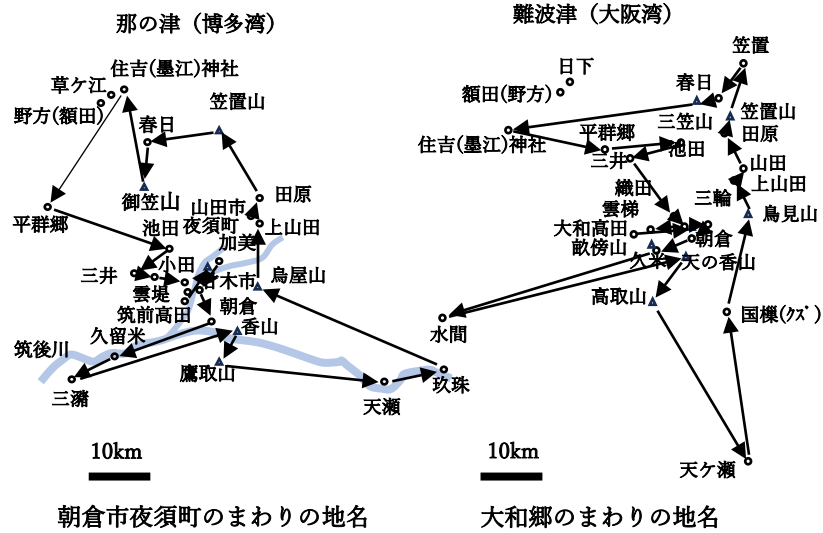 那の津（博多湾）
住吉(墨江)神社
草ケ江
野方(額田)
春日
笠置山
御笠山
山田市
田原
平群郷
池田
夜須町
上山田
加美
三井
小田
甘木市
鳥屋山
雲堤
筑前高田
朝倉
香山
久留米
筑後川
鷹取山
三瀦
天瀬
玖珠
10km
朝倉市夜須町のまわりの地名
難波津（大阪湾）
笠置
日下
額田(野方)
春日
三笠山
笠置山
住吉(墨江)神社
平群郷
池田
田原
三井
山田
上山田
織田
三輪
雲梯
鳥見山
大和高田
朝倉
畝傍山
久米
天の香山
高取山
水間
国樔(ｸｽﾞ)
天ケ瀬
10km
大和郷のまわりの地名